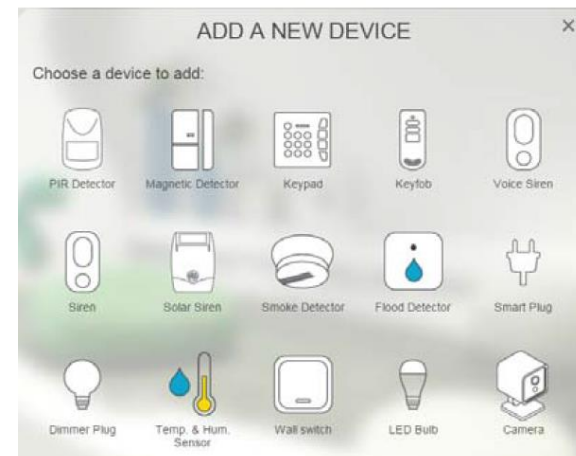 ADD A NEW DEVICE
×
Choose a device to add:
PIR Detector
Magnetic Detector
Keypad
Keyfob
Voice Siren
Siren
Solar Siren
Smoke Detector
Flood Detector
Smart Plug
Dimmer Plug
Temp. & Hum.
Sensor
Wall switch
LED Bulb
Camera